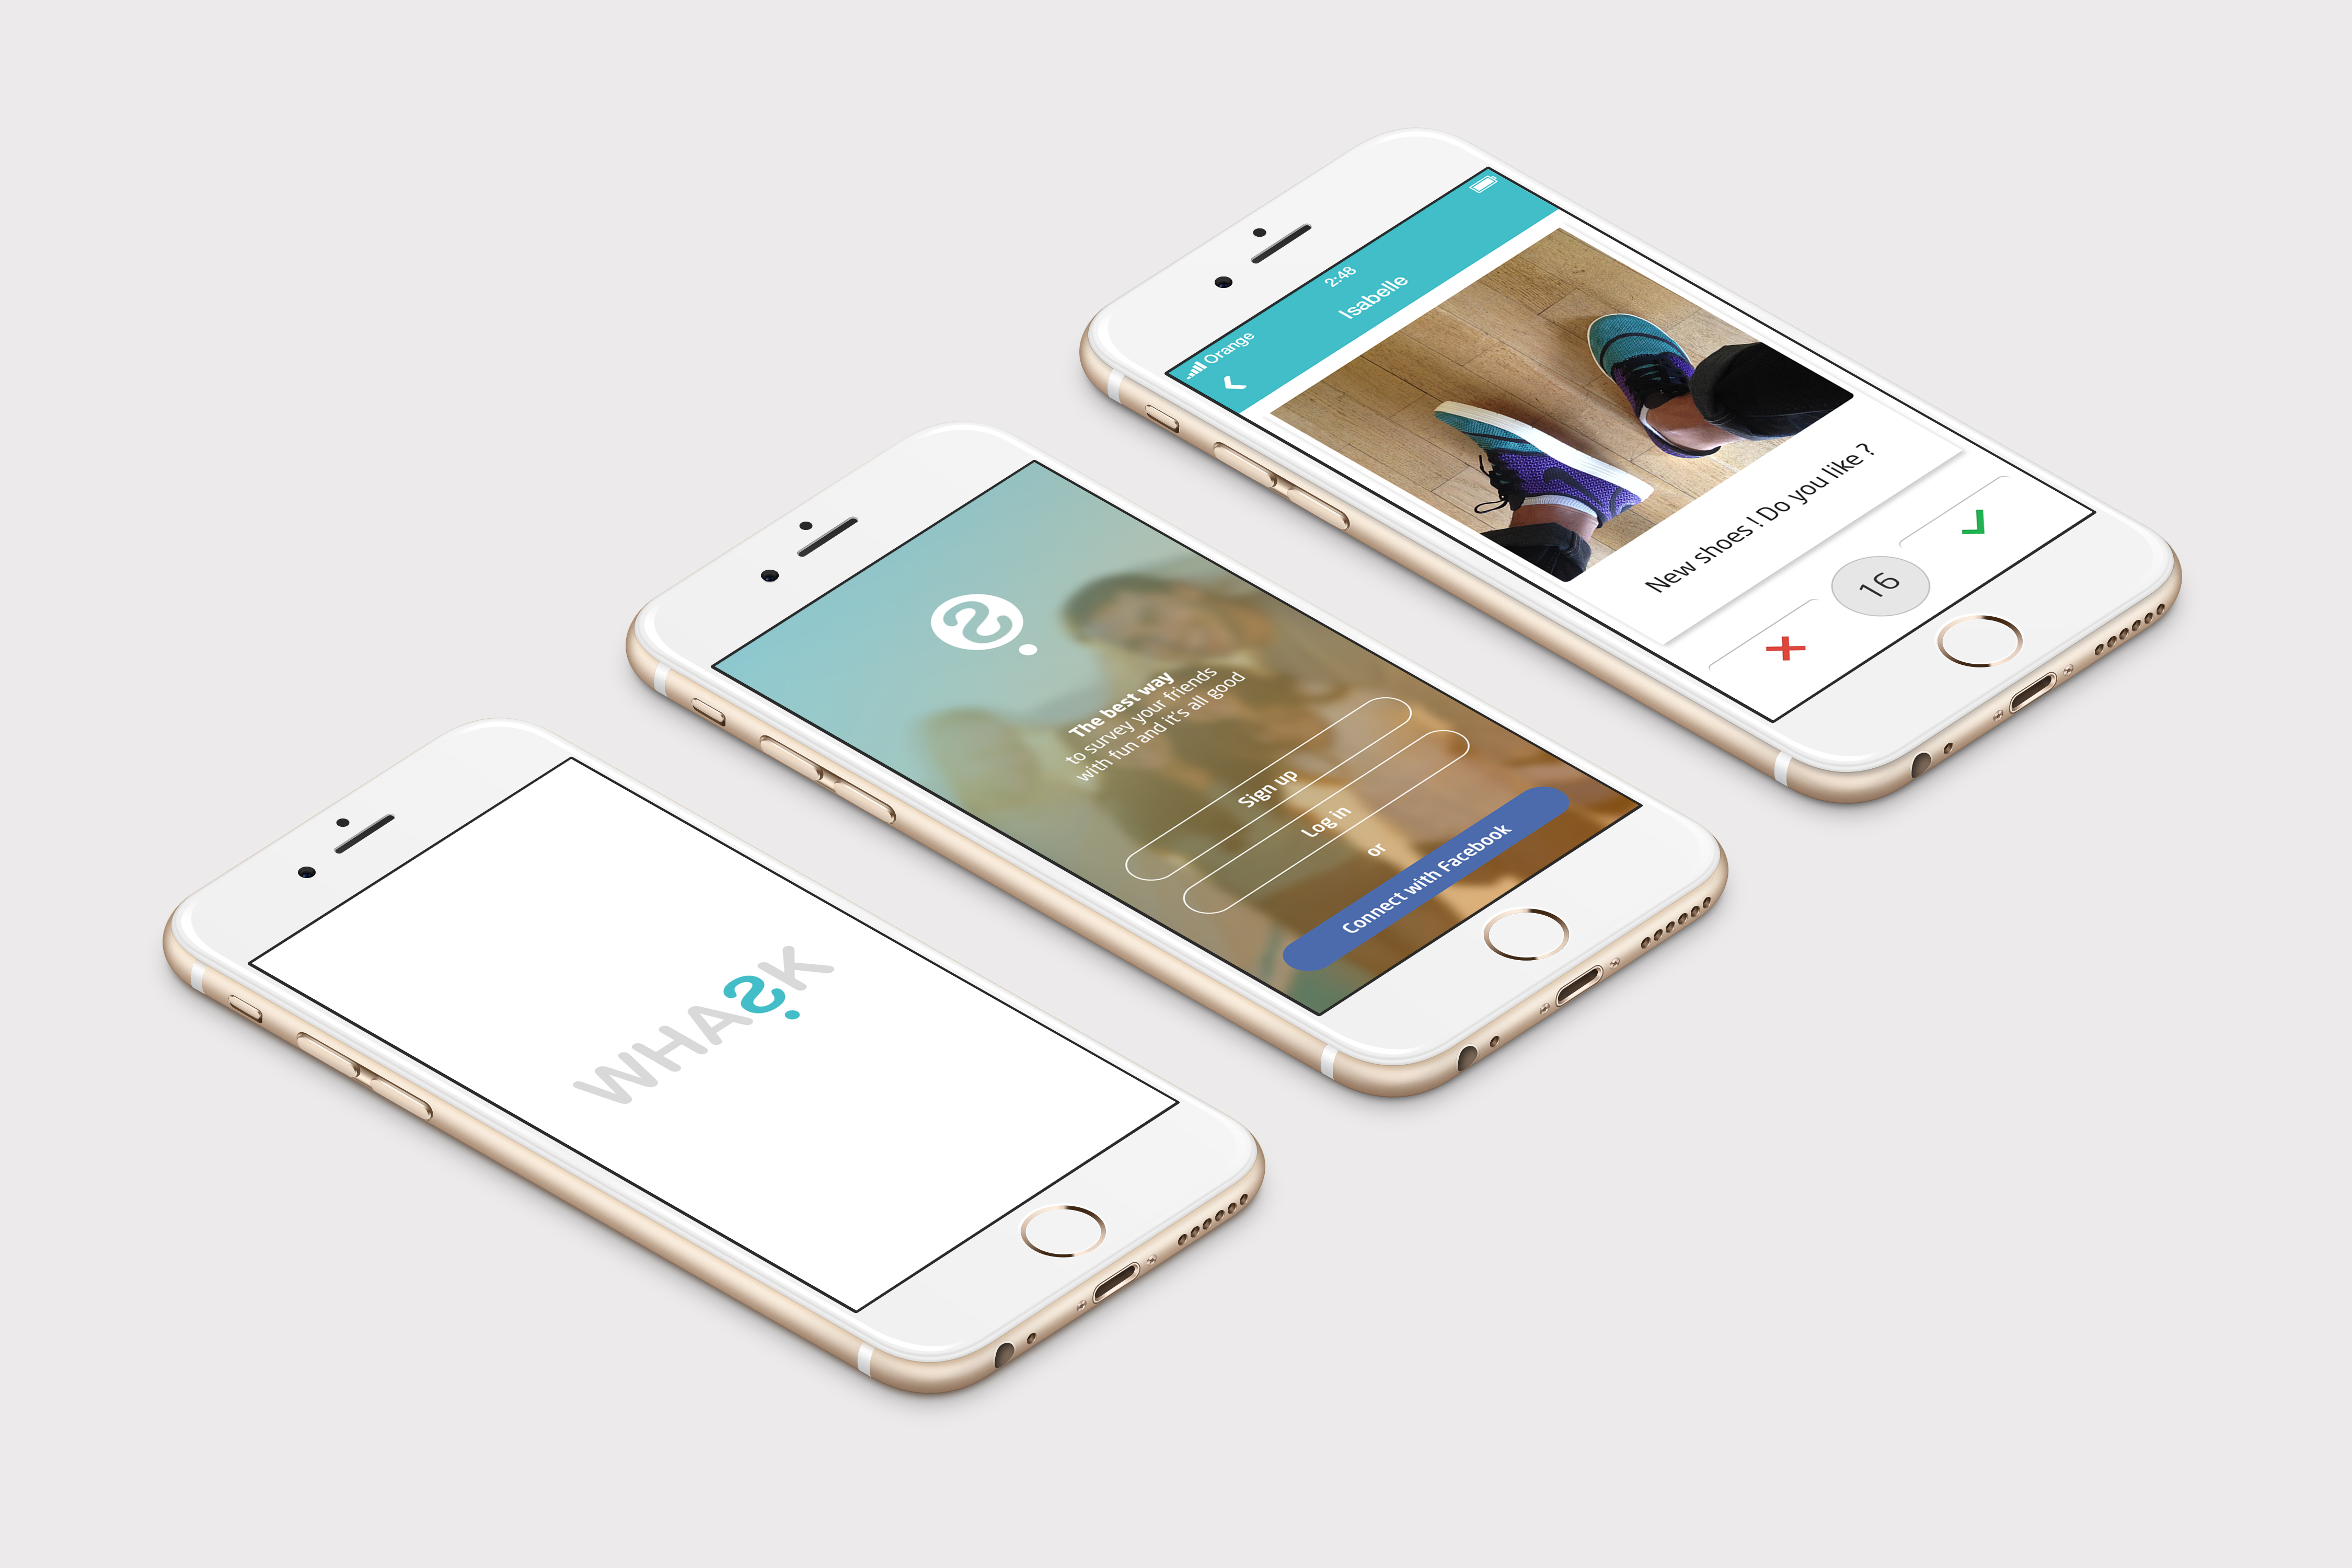 WHASK
The best way
to survey your friends
with fun and it's all good
Sign up
Log in
or
Connect with Facebook
Orange
2:48
Isabelle
New shoes ! Do you like ?
16